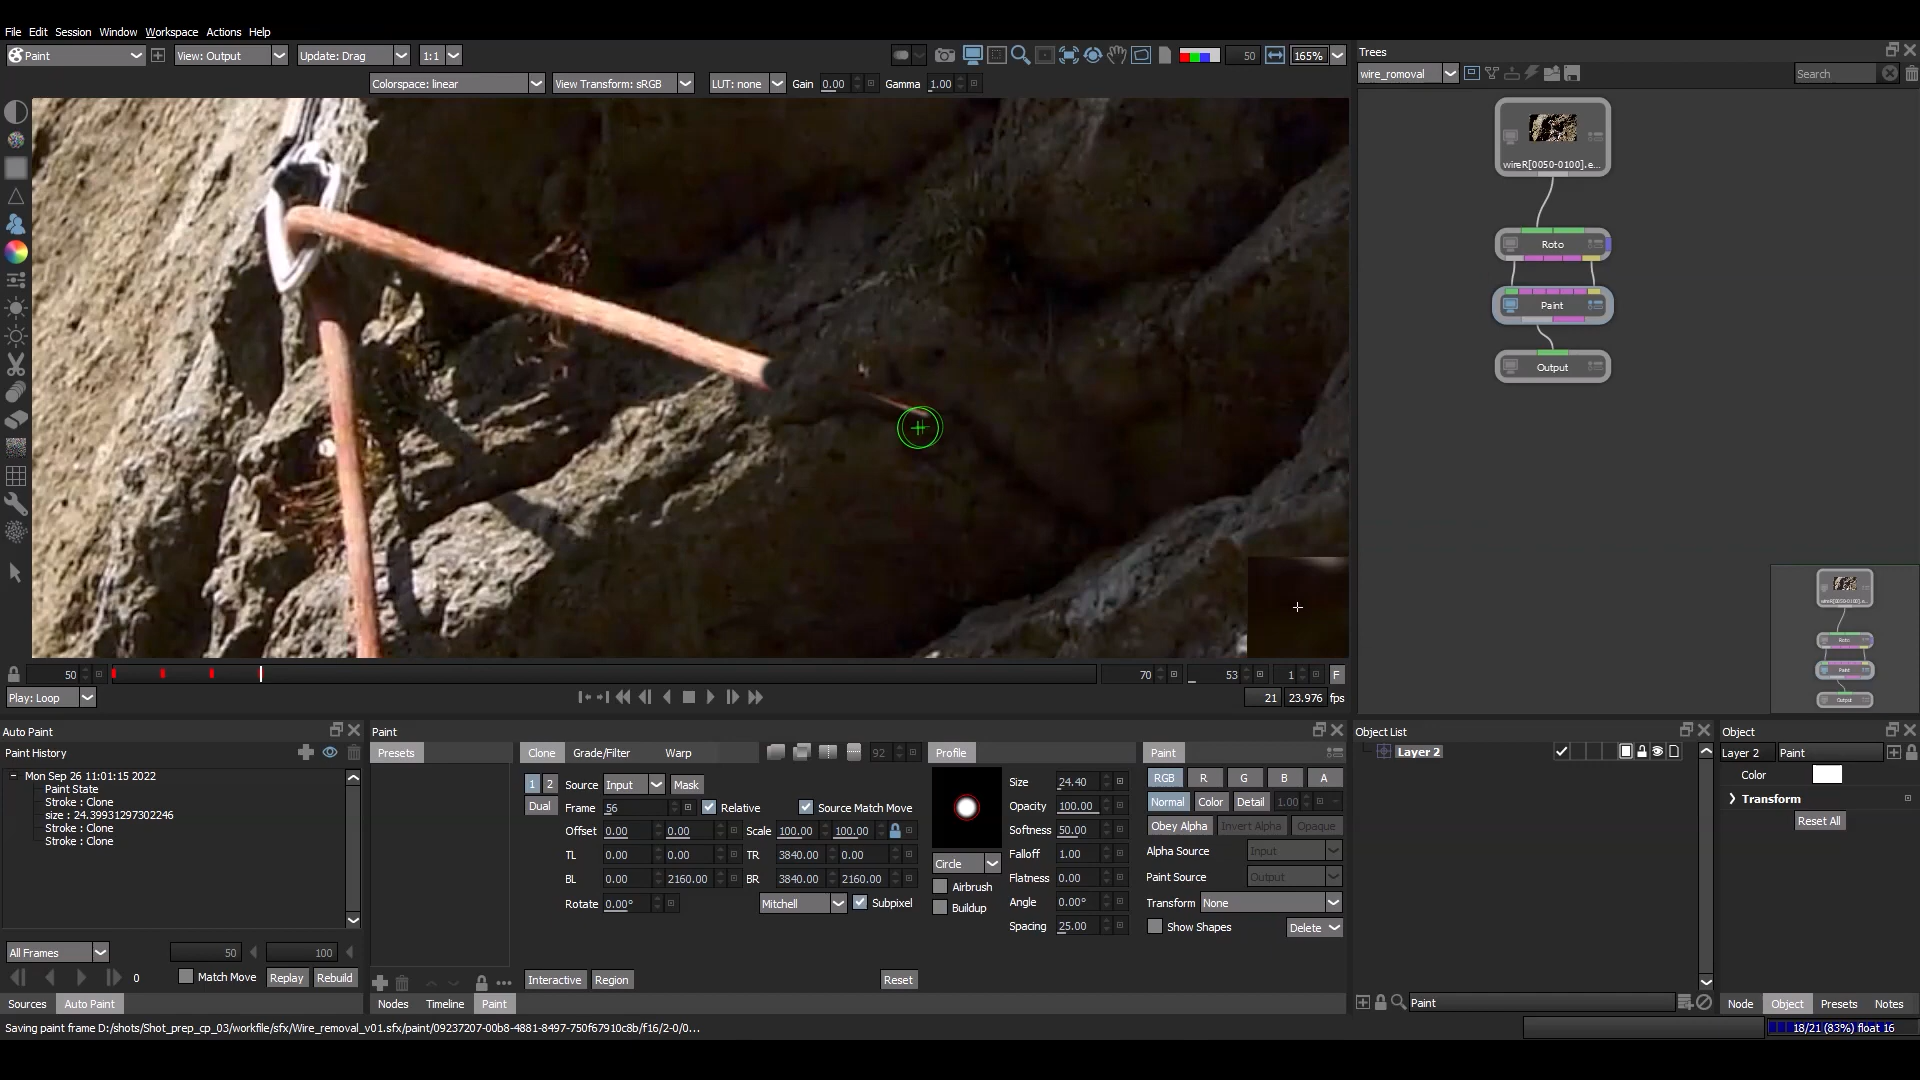 File Edit Session Window Workspace Actions Help
Paint View: Output Update: Drag 1:1 50 165%
Colorspace: linear View Transform: sRGB LUT: none Gain 0.00 Gamma 1.00
Trees
wire_romoval Search
wireR[0050-0100].e...
Roto
Paint
Output
50 70 53 1 F
Play: Loop 21 23.976 fps
Auto Paint
Paint History
Mon Sep 26 11:01:15 2022
Paint State
Stroke : Clone
size : 24.39931297302246
Stroke : Clone
Stroke : Clone
All Frames 50 100
0 Match Move Replay Rebuild
Sources Auto Paint
Paint
Presets
Clone Grade/Filter Warp 92
1 2 Source Input Mask
Dual Frame 56 Relative Source Match Move
Offset 0.00 0.00 Scale 100.00 100.00
TL 0.00 0.00 TR 3840.00 0.00
BL 0.00 2160.00 BR 3840.00 2160.00
Rotate 0.00° Mitchell Subpixel
Interactive Region Reset
Nodes Timeline Paint
Profile
Size 24.40
Opacity 100.00
Softness 50.00
Falloff 1.00
Flatness 0.00
Angle 0.00°
Spacing 25.00
Circle
Airbrush
Buildup
Paint
RGB R G B A
Normal Color Detail 1.00
Obey Alpha Invert Alpha Opaque
Alpha Source Input
Paint Source Output
Transform None
Show Shapes Delete
Object List
Layer 2
Paint
Object
Layer 2 Paint
Color
Transform
Reset All
Node Object Presets Notes
Saving paint frame D:/shots/Shot_prep_cp_03/workfile/sfx/Wire_removal_v01.sfx/paint/09237207-00b8-4881-8497-750f67910c8b/f16/2-0/0...
18/21 (83%) float 16